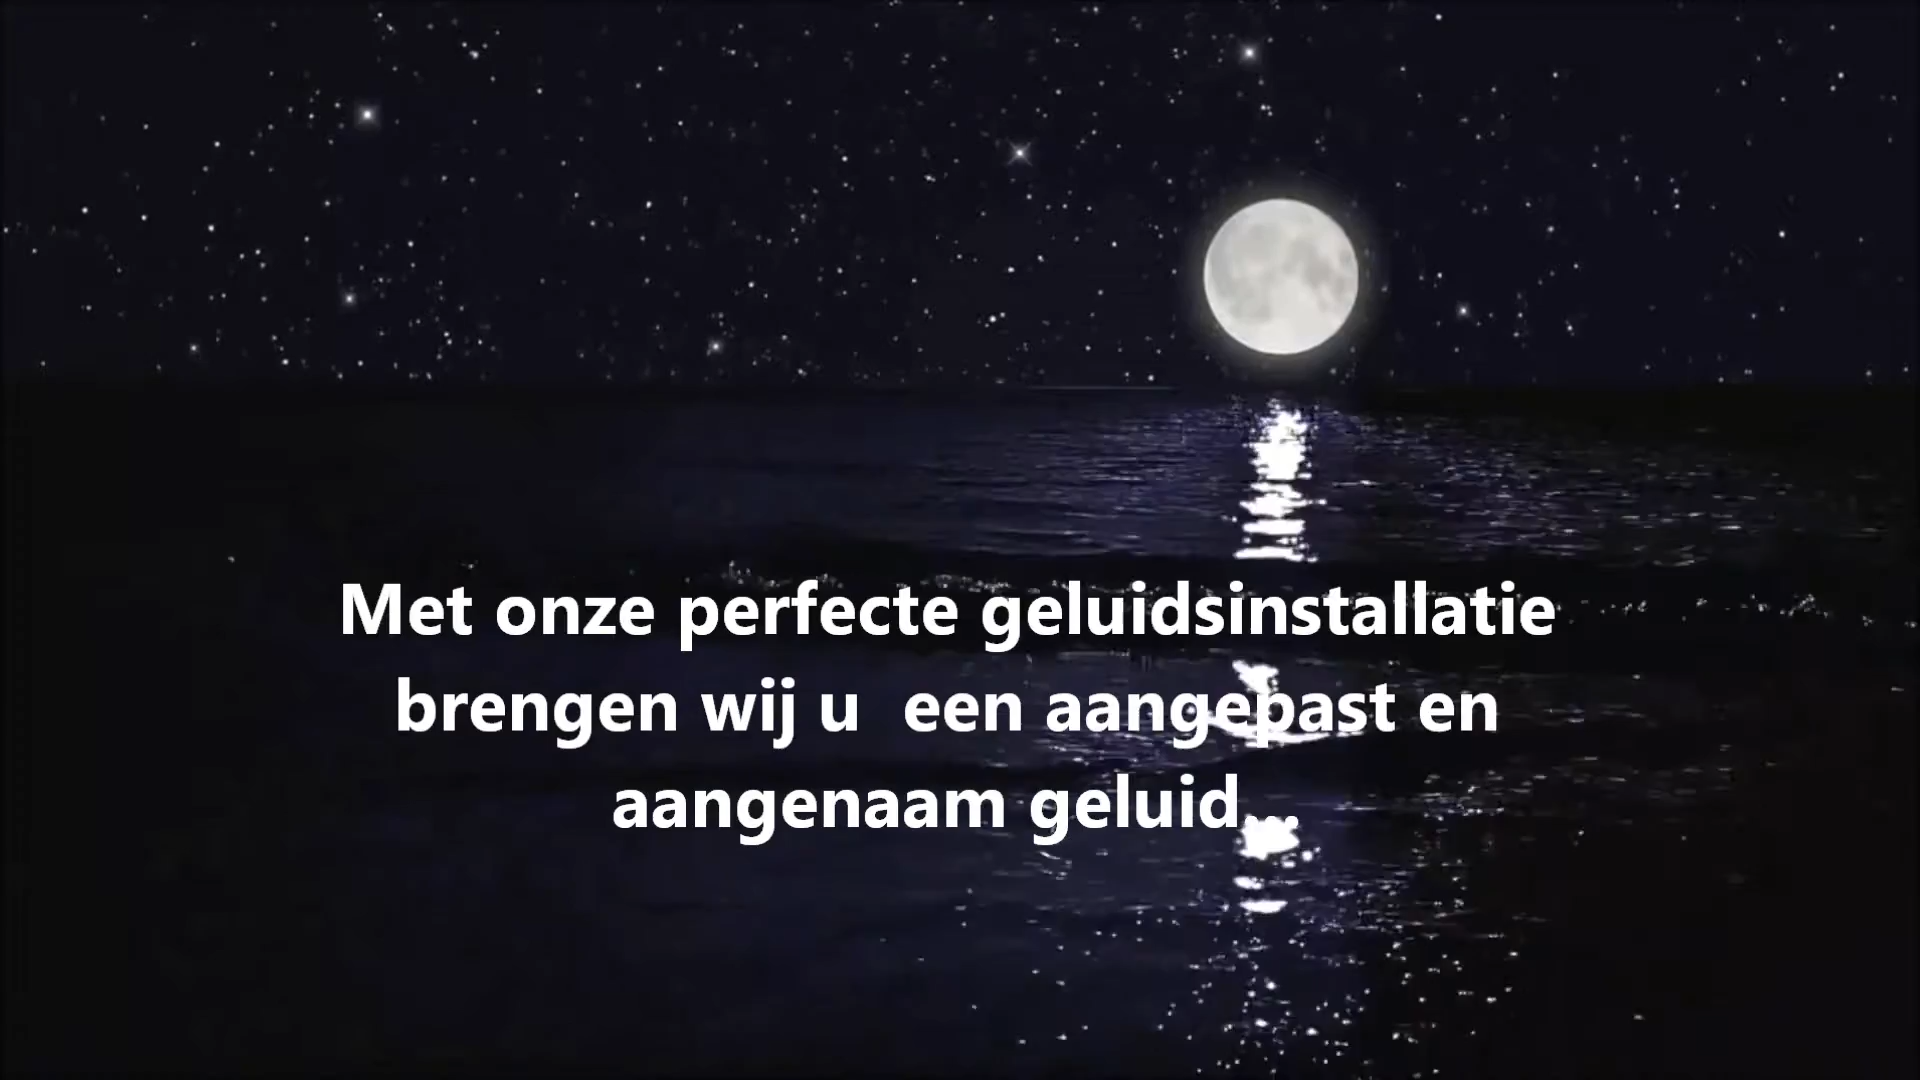 Met onze perfecte geluidsinstallatie
brengen wij u  een aangepast en
aangenaam geluid...